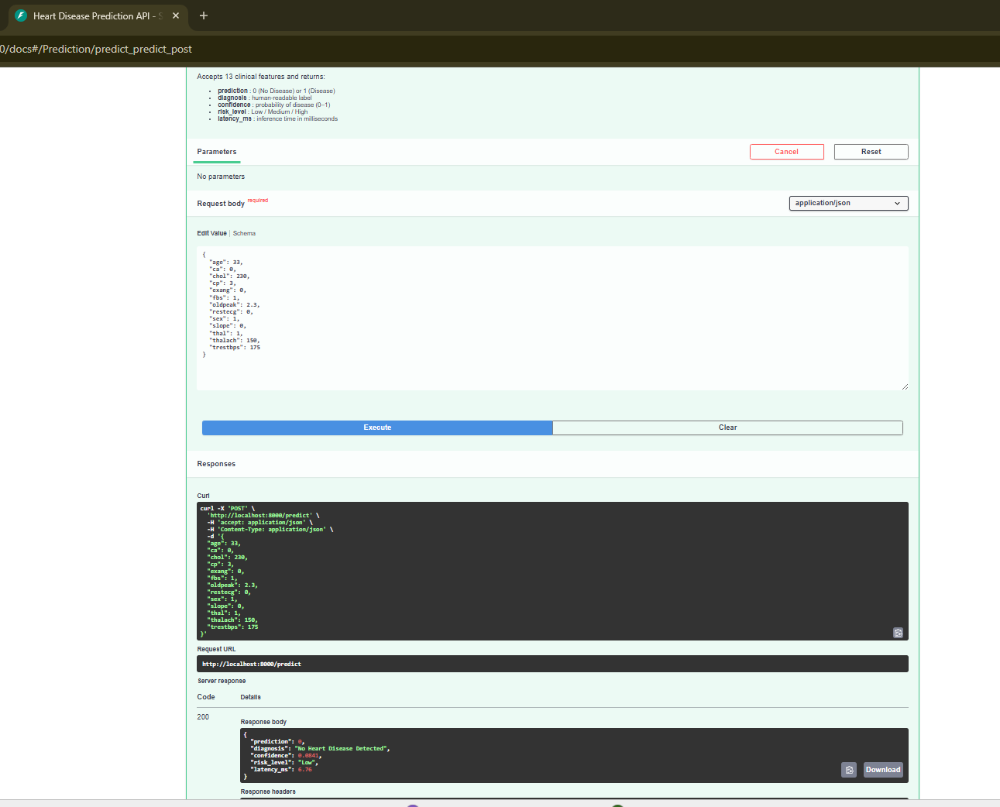 Heart Disease Prediction API - S
0/docs#/Prediction/predict_predict_post
Accepts 13 clinical features and returns:
prediction : 0 (No Disease) or 1 (Disease)
diagnosis : human-readable label
confidence : probability of disease (0–1)
risk_level : Low / Medium / High
latency_ms : inference time in milliseconds
Parameters
Cancel
Reset
No parameters
Request body required
application/json
Edit Value | Schema
{
"age": 33,
"ca": 0,
"chol": 230,
"cp": 3,
"exang": 0,
"fbs": 1,
"oldpeak": 2.3,
"restecg": 0,
"sex": 1,
"slope": 0,
"thal": 1,
"thalach": 150,
"trestbps": 175
}
Execute
Clear
Responses
Curl
curl -X 'POST' \
'http://localhost:8000/predict' \
-H 'accept: application/json' \
-H 'Content-Type: application/json' \
-d '{
"age": 33,
"ca": 0,
"chol": 230,
"cp": 3,
"exang": 0,
"fbs": 1,
"oldpeak": 2.3,
"restecg": 0,
"sex": 1,
"slope": 0,
"thal": 1,
"thalach": 150,
"trestbps": 175
}'
Request URL
http://localhost:8000/predict
Server response
Code Details
200
Response body
{
"prediction": 0,
"diagnosis": "No Heart Disease Detected",
"confidence": 0.0841,
"risk_level": "Low",
"latency_ms": 6.76
}
Download
Response headers